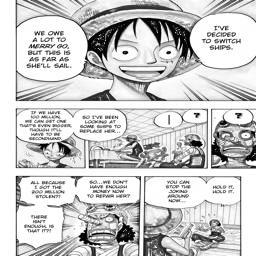 I'VE
DECIDED
TO SWITCH
SHIPS.
WE OWE
A LOT TO
MERRY GO,
BUT THIS IS
AS FAR AS
SHE'LL SAIL.
?
!
SO I'VE BEEN
LOOKING AT
SOME SHIPS
TO REPLACE
HER...
IF WE HAVE
100 MILLION,
WE CAN GET ONE
THAT'S EVEN BIGGER,
THOUGH IT'LL
HAVE TO BE
SECONDHAND.
HOLD IT,
HOLD IT.
YOU CAN
STOP THE
JOKING
AROUND
NOW...
SO...WE DON'T
HAVE ENOUGH
MONEY NOW
TO REPAIR HER?
ALL BECAUSE
I GOT THE
200 MILLION
STOLEN?!
THERE
ISN'T
ENOUGH, IS
THAT IT?!